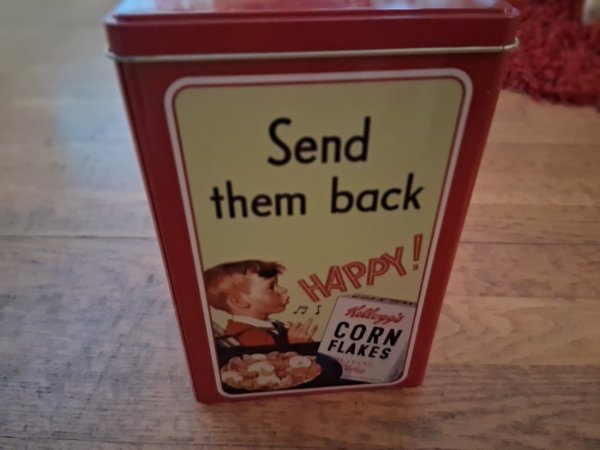 Send
them back
HAPPY!
Kellogg's
CORN
FLAKES